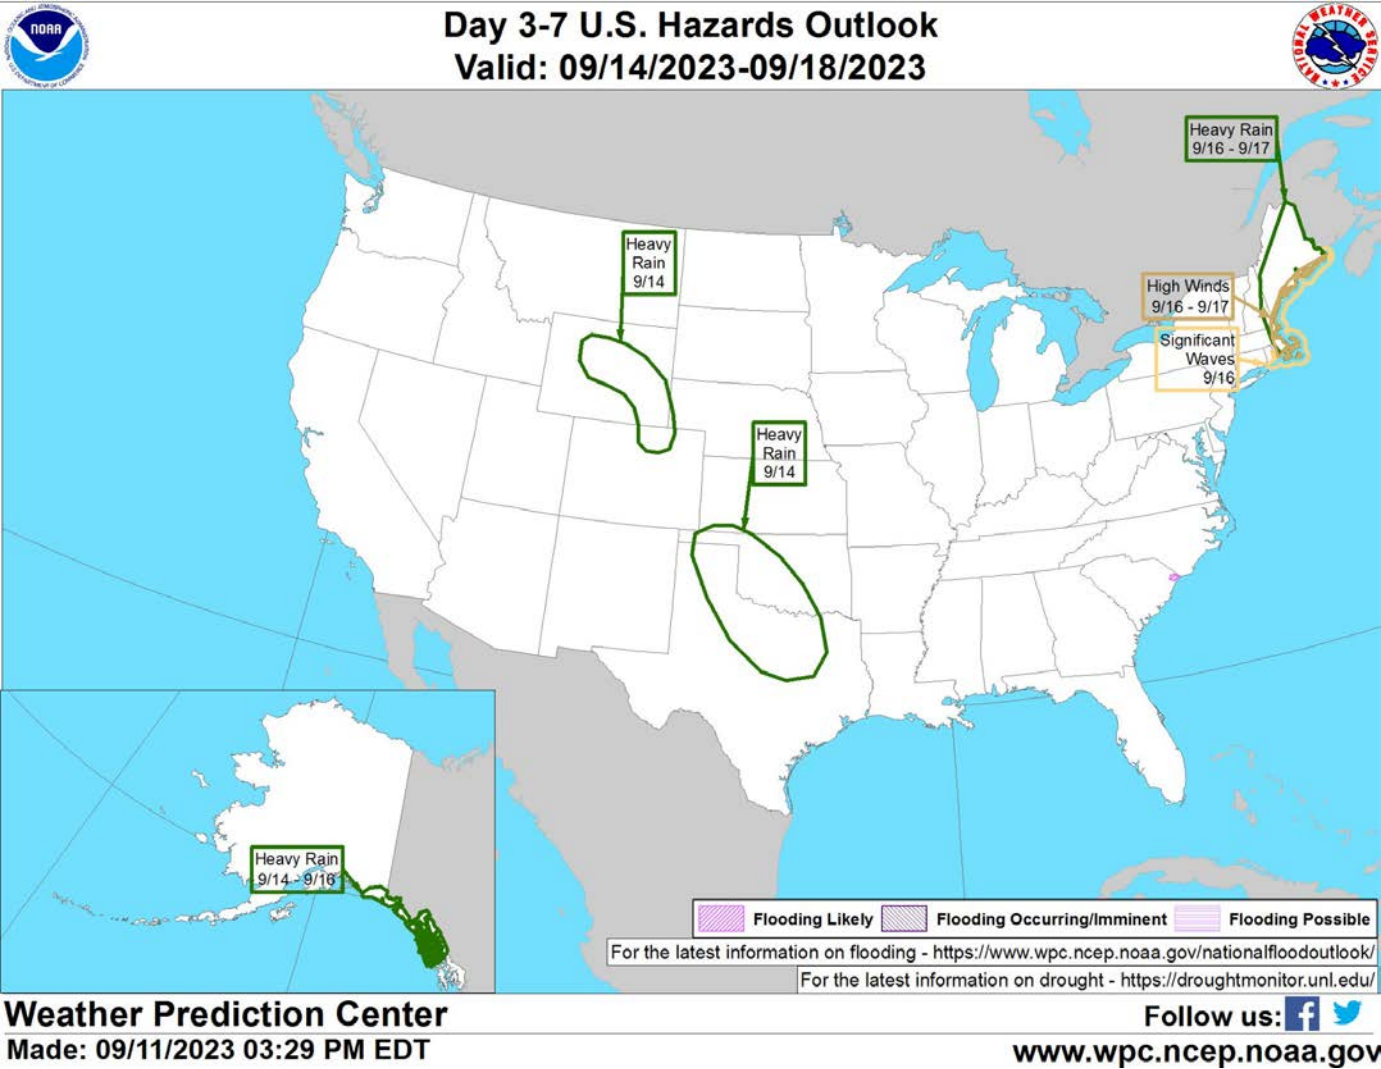 Day 3-7 U.S. Hazards Outlook
Valid: 09/14/2023-09/18/2023
NOAA
NATIONAL WEATHER SERVICE
Heavy Rain
9/16 - 9/17
Heavy
Rain
9/14
High Winds
9/16 - 9/17
Significant
Waves
9/16
Heavy
Rain
9/14
Heavy Rain
9/14 - 9/16
Flooding Likely
Flooding Occurring/Imminent
Flooding Possible
For the latest information on flooding - https://www.wpc.ncep.noaa.gov/nationalfloodoutlook/
For the latest information on drought - https://droughtmonitor.unl.edu/
Weather Prediction Center
Follow us:
Made: 09/11/2023 03:29 PM EDT
www.wpc.ncep.noaa.gov